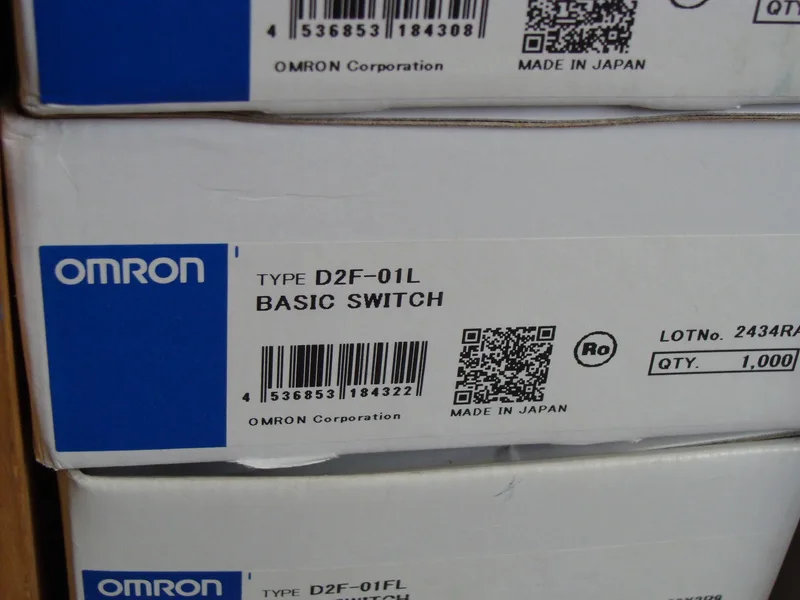 4 536853 184308
OMRON Corporation
MADE IN JAPAN
QTY
OMRON
TYPE D2F-01L
BASIC SWITCH
4 536853 184322
OMRON Corporation
MADE IN JAPAN
Ro
LOTNo. 2434RA
QTY. 1,000
OMRON
TYPE D2F-01FL
SWITCH